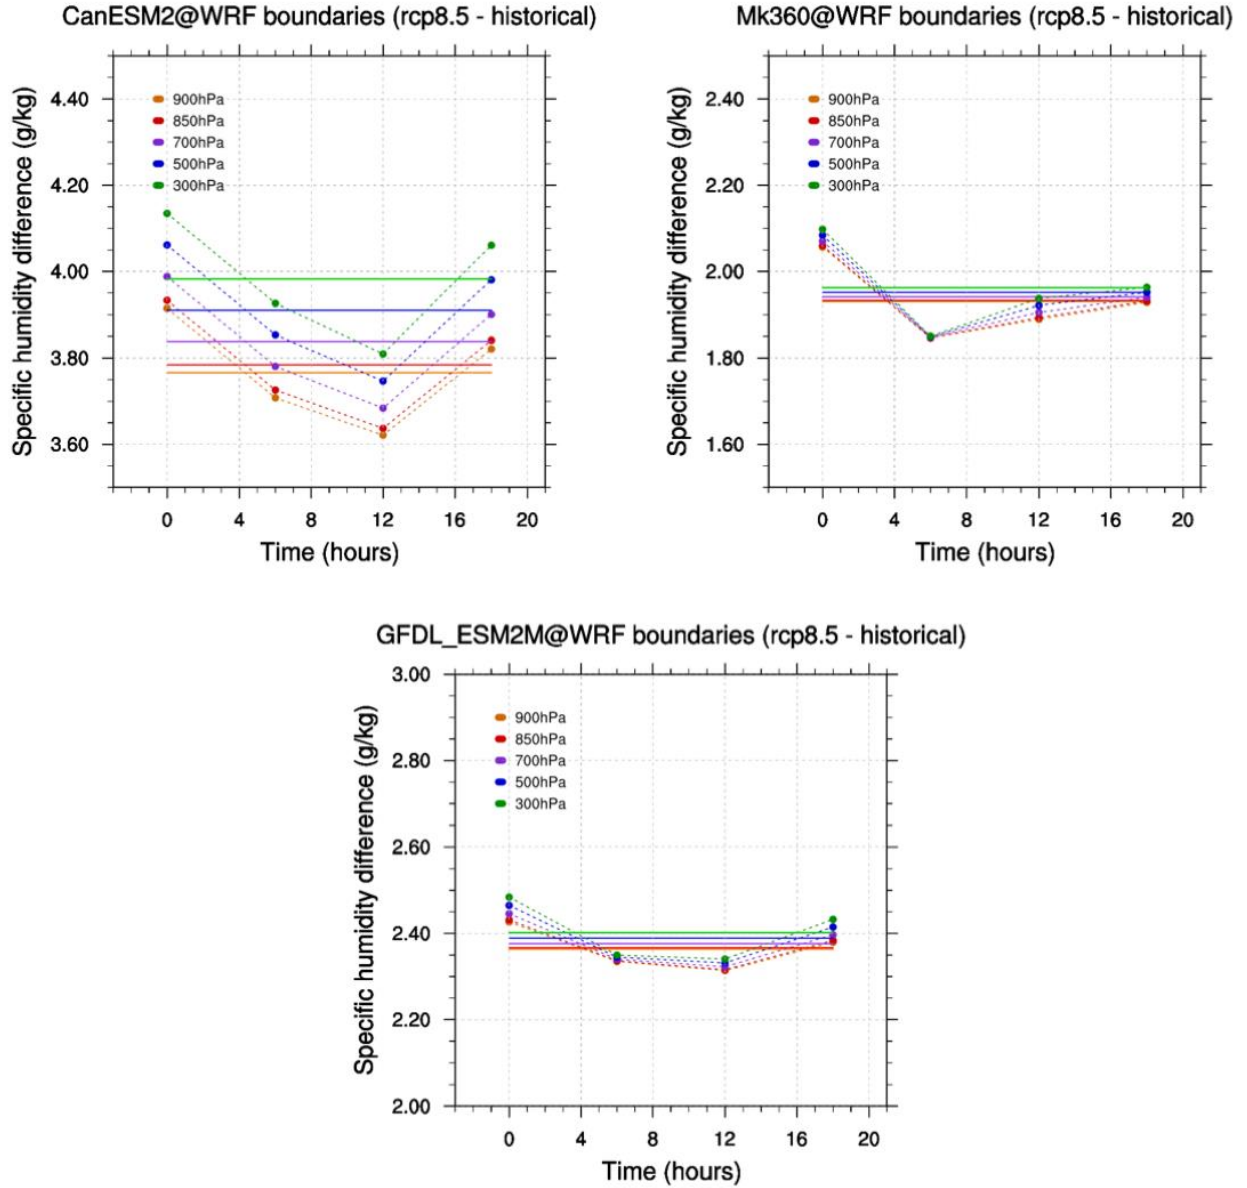 CanESM2@WRF boundaries (rcp8.5 - historical)
Specific humidity difference (g/kg)
4.40
4.20
4.00
3.80
3.60
900hPa
850hPa
700hPa
500hPa
300hPa
0 4 8 12 16 20
Time (hours)
Mk360@WRF boundaries (rcp8.5 - historical)
Specific humidity difference (g/kg)
2.40
2.20
2.00
1.80
1.60
900hPa
850hPa
700hPa
500hPa
300hPa
0 4 8 12 16 20
Time (hours)
GFDL_ESM2M@WRF boundaries (rcp8.5 - historical)
Specific humidity difference (g/kg)
3.00
2.80
2.60
2.40
2.20
2.00
900hPa
850hPa
700hPa
500hPa
300hPa
0 4 8 12 16 20
Time (hours)